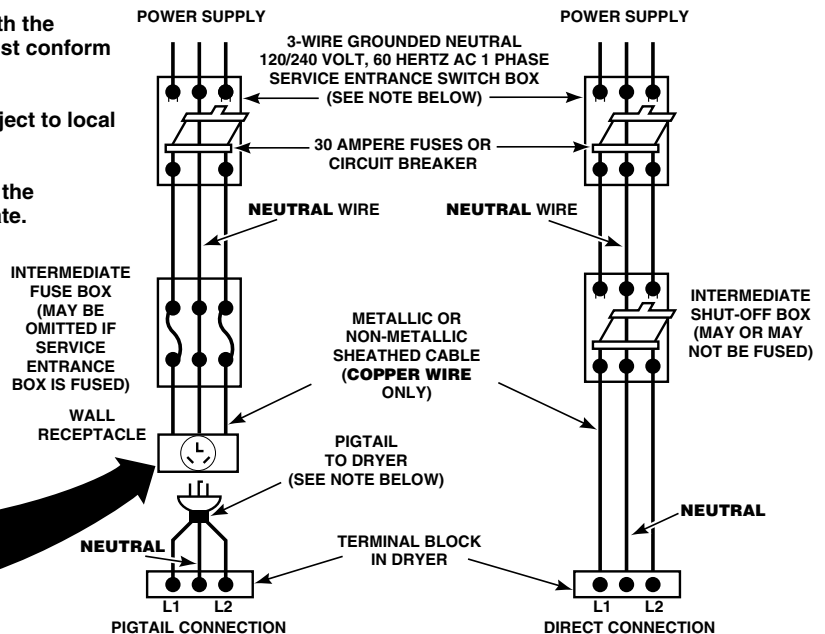 th the
st conform
ject to local
the
ate.
POWER SUPPLY
POWER SUPPLY
3-WIRE GROUNDED NEUTRAL
120/240 VOLT, 60 HERTZ AC 1 PHASE
SERVICE ENTRANCE SWITCH BOX
(SEE NOTE BELOW)
30 AMPERE FUSES OR
CIRCUIT BREAKER
NEUTRAL WIRE
NEUTRAL WIRE
INTERMEDIATE
FUSE BOX
(MAY BE
OMITTED IF
SERVICE
ENTRANCE
BOX IS FUSED)
METALLIC OR
NON-METALLIC
SHEATHED CABLE
(COPPER WIRE
ONLY)
INTERMEDIATE
SHUT-OFF BOX
(MAY OR MAY
NOT BE FUSED)
WALL
RECEPTACLE
L
PIGTAIL
TO DRYER
(SEE NOTE BELOW)
NEUTRAL
NEUTRAL
TERMINAL BLOCK
IN DRYER
L1 L2
L1 L2
PIGTAIL CONNECTION
DIRECT CONNECTION